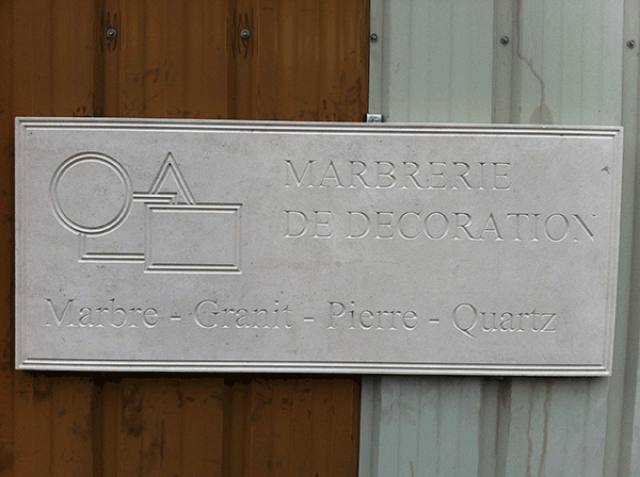 MARBRERIE
DE DECORATION
Marbre - Granit - Pierre - Quartz